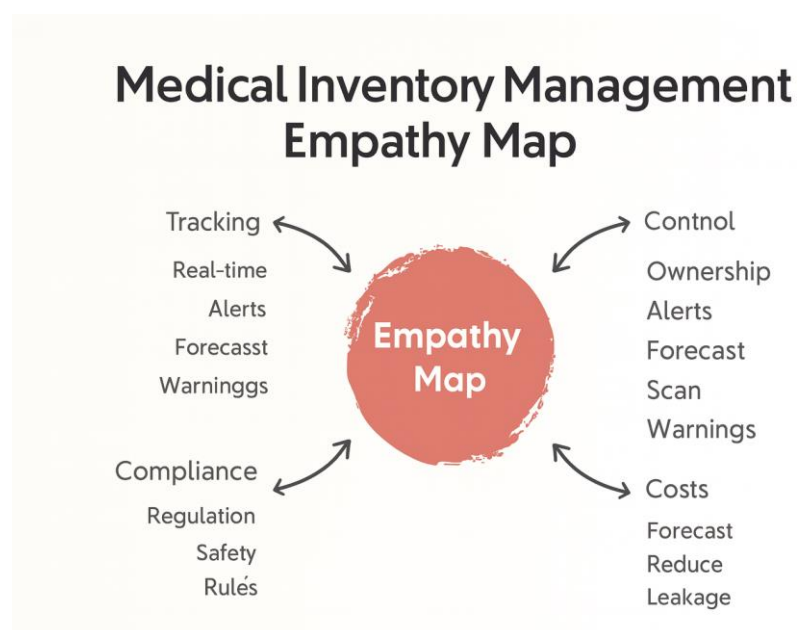 Medical Inventory Management
Empathy Map
Tracking
Real-time
Alerts
Forecasst
Warninggs
Compliance
Regulation
Safety
Rulés
Empathy
Map
Contnol
Ownership
Alerts
Forecast
Scan
Warnings
Costs
Forecast
Reduce
Leakage